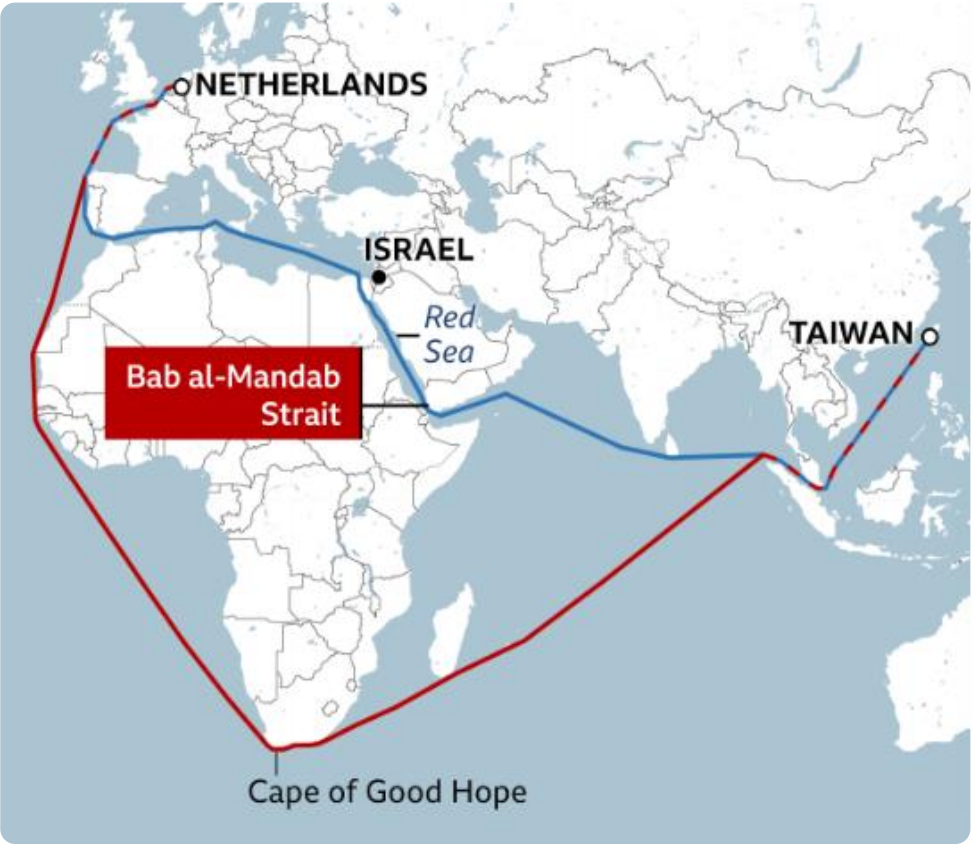 NETHERLANDS
ISRAEL
Red
Sea
TAIWAN
Bab al-Mandab
Strait
Cape of Good Hope